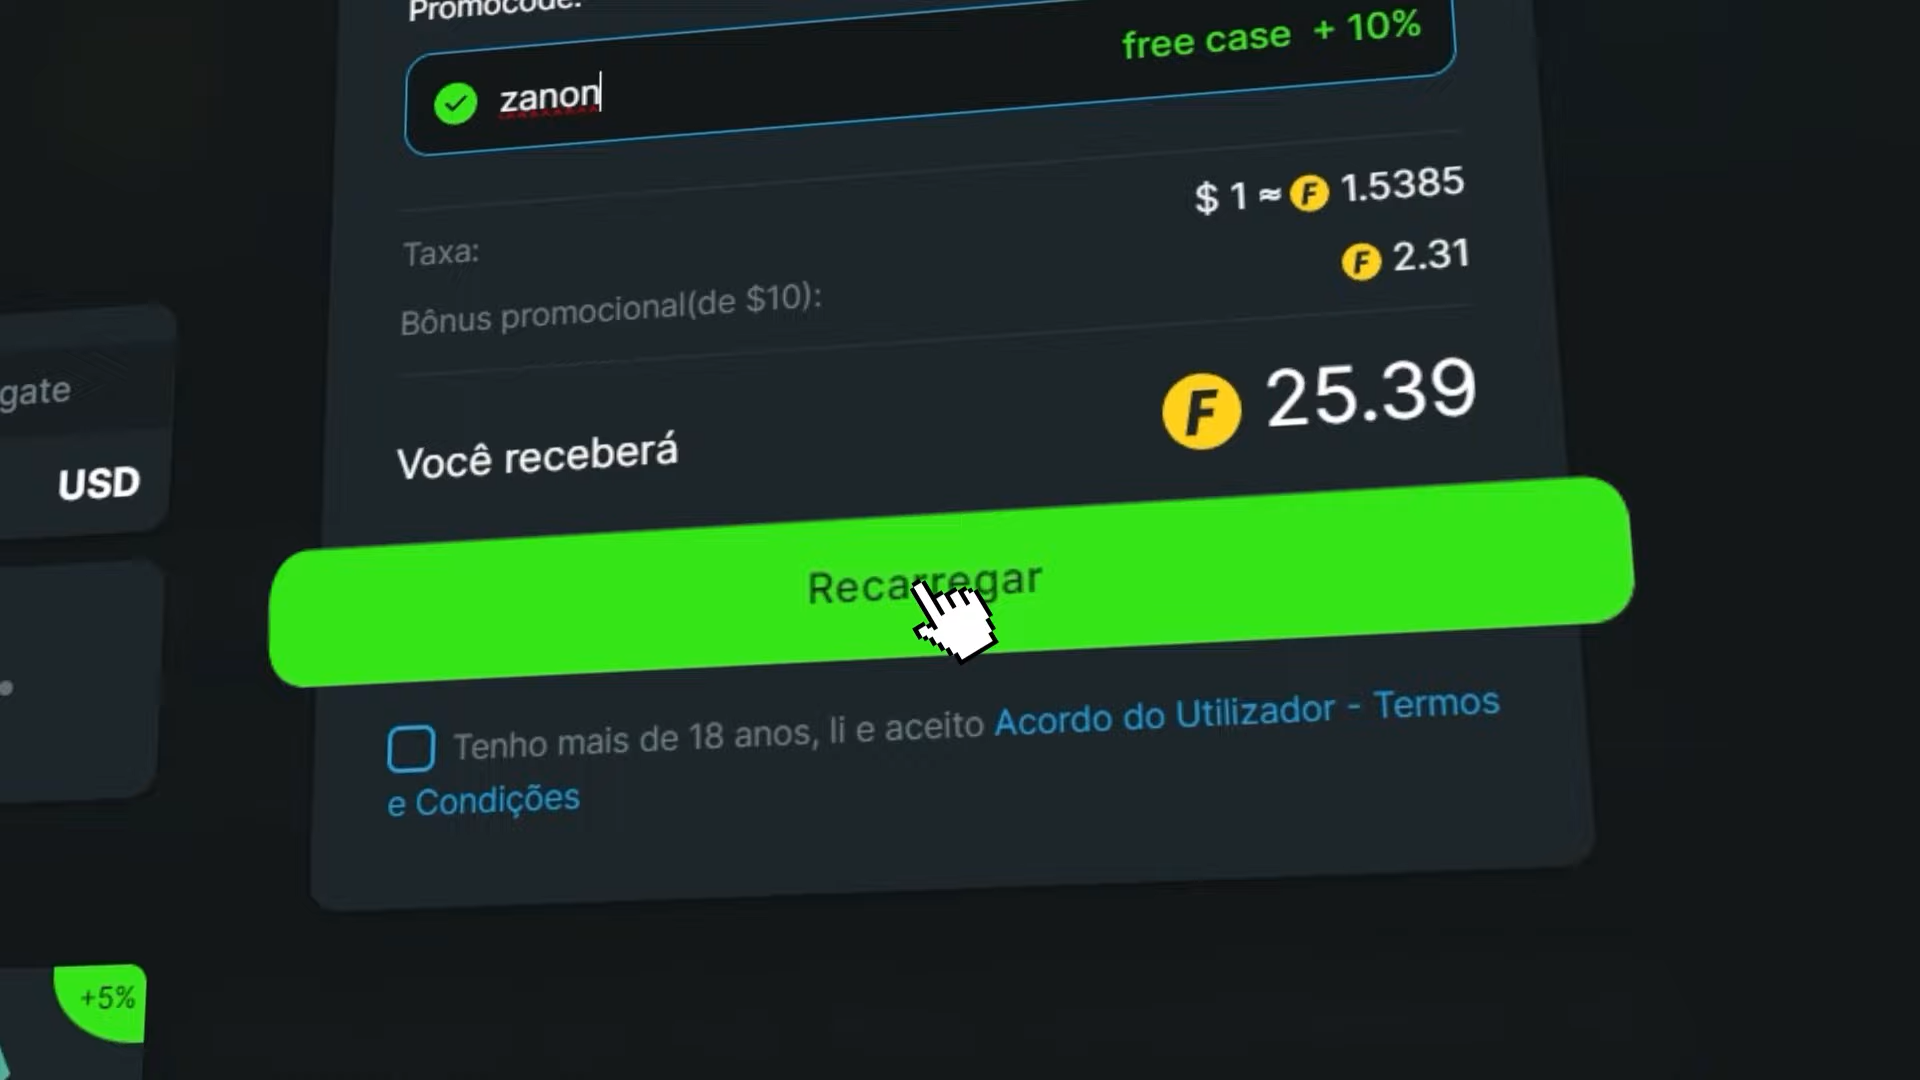 Promocode:
zanon
free case + 10%
$ 1 ≈ F 1.5385
Taxa:
F 2.31
Bônus promocional(de $10):
gate
F 25.39
Você receberá
USD
Recarregar
Tenho mais de 18 anos, li e aceito Acordo do Utilizador - Termos
e Condições
+5%